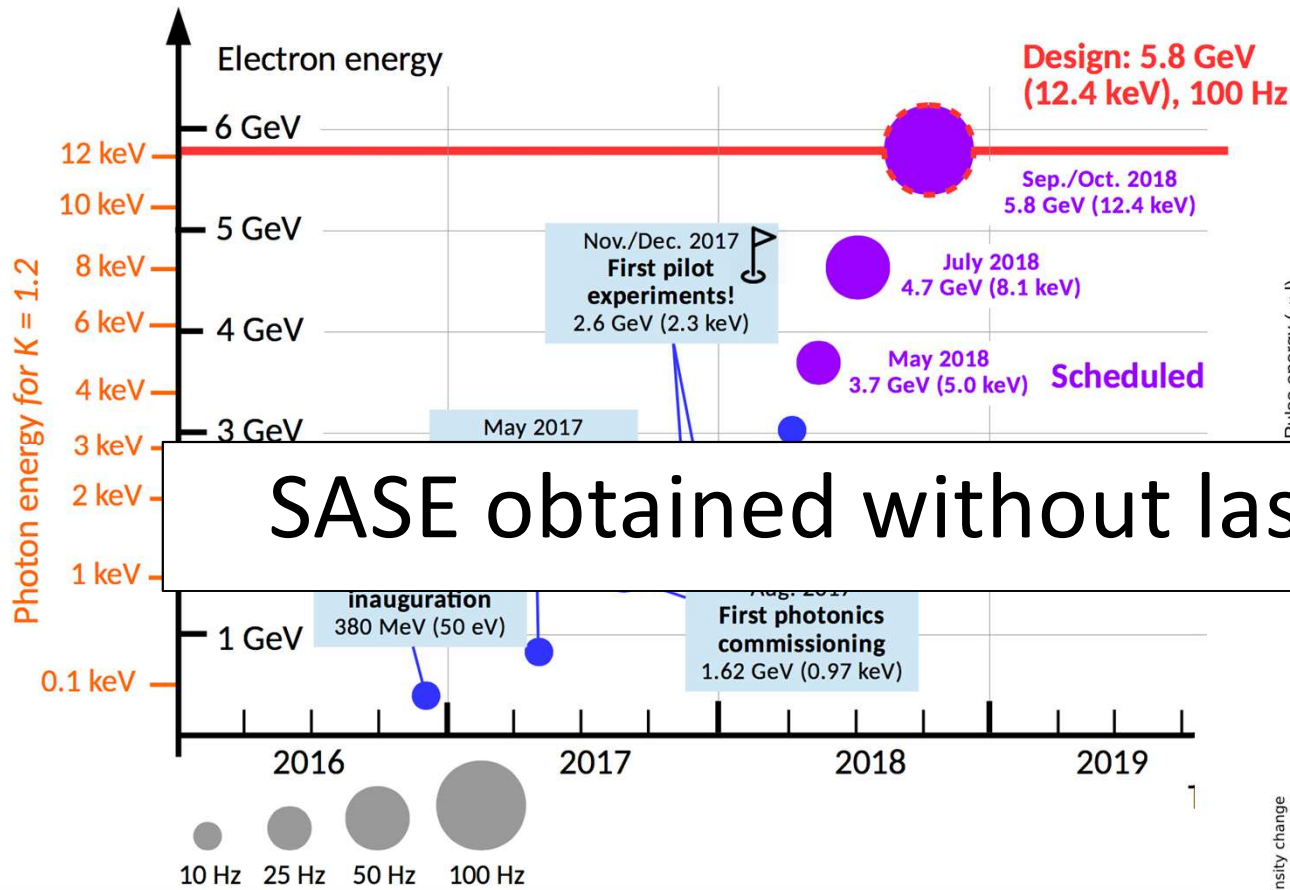 Electron energy
Design: 5.8 GeV
(12.4 keV), 100 Hz
6 GeV
12 keV
Sep./Oct. 2018
5.8 GeV (12.4 keV)
10 keV
5 GeV
Nov./Dec. 2017
First pilot
experiments!
2.6 GeV (2.3 keV)
8 keV
July 2018
4.7 GeV (8.1 keV)
6 keV
4 GeV
May 2018
3.7 GeV (5.0 keV)
Scheduled
4 keV
May 2017
3 GeV
3 keV
Photon energy for K = 1.2
SASE obtained without las
2 keV
1 keV
inauguration
380 MeV (50 eV)
Aug. 2017
First photonics
commissioning
1.62 GeV (0.97 keV)
1 GeV
0.1 keV
2016
2017
2018
2019
10 Hz
25 Hz
50 Hz
100 Hz
nsity change